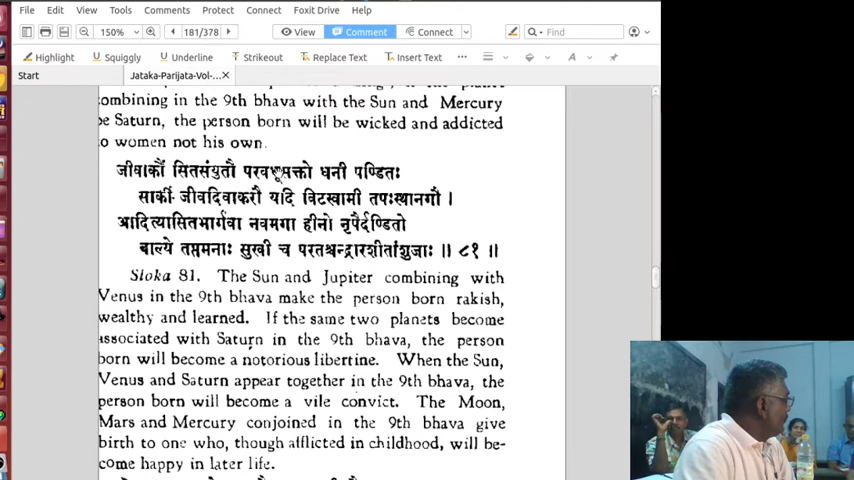 File Edit View Tools Comments Protect Select Connect Foxit Drive Help
150% 181/378 View Comment Connect Find
Highlight Squiggly Underline Strikeout Replace Text Insert Text
Start Jataka-Parijata-Vol-...
ombining in the 9th bhava with the Sun and Mercury
be Saturn, the person born will be wicked and addicted
o women not his own.
जीवार्कौ सितसंयुतौ परवधूसक्तो धनी पण्डितः
सार्की जीवदिवाकरौ यदि विटस्वामी तपःस्थानगौ ।
आदित्यासितभार्गवा नवमगा हीनो नृपैर्दण्डितो
बाल्ये तप्तमनाः सुखी च परतश्चन्द्रारशीतांशुजाः ॥ ८१ ॥
Sloka 81. The Sun and Jupiter combining with
Venus in the 9th bhava make the person born rakish,
wealthy and learned. If the same two planets become
associated with Saturn in the 9th bhava, the person
born will become a notorious libertine. When the Sun,
Venus and Saturn appear together in the 9th bhava, the
person born will become a vile convict. The Moon,
Mars and Mercury conjoined in the 9th bhava give
birth to one who, though afflicted in childhood, will be-
come happy in later life.